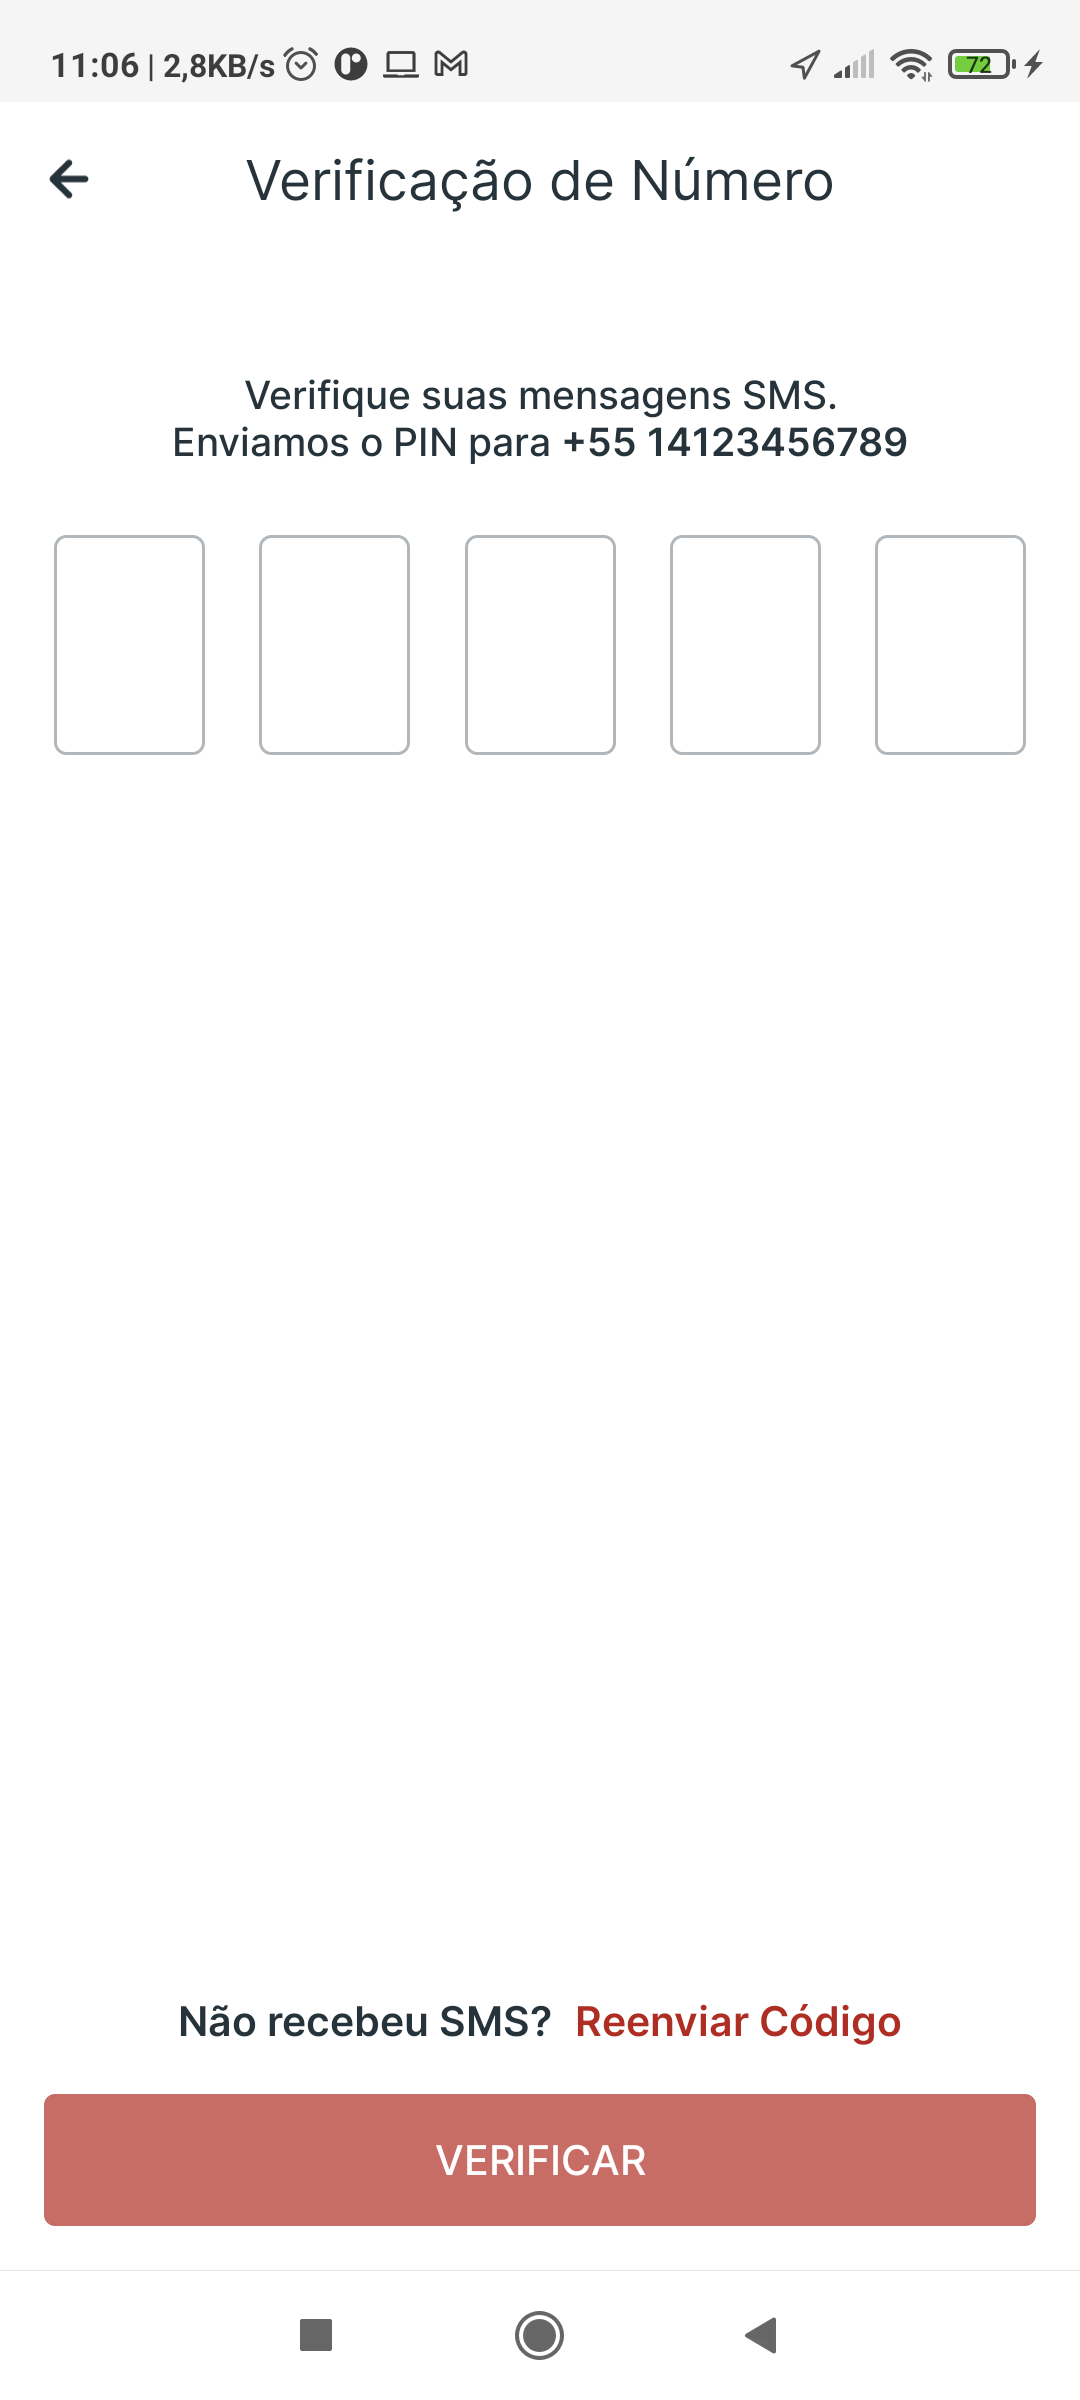 11:06 | 2,8KB/s
72
Verificação de Número
Verifique suas mensagens SMS.
Enviamos o PIN para +55 14123456789
Não recebeu SMS? Reenviar Código
VERIFICAR